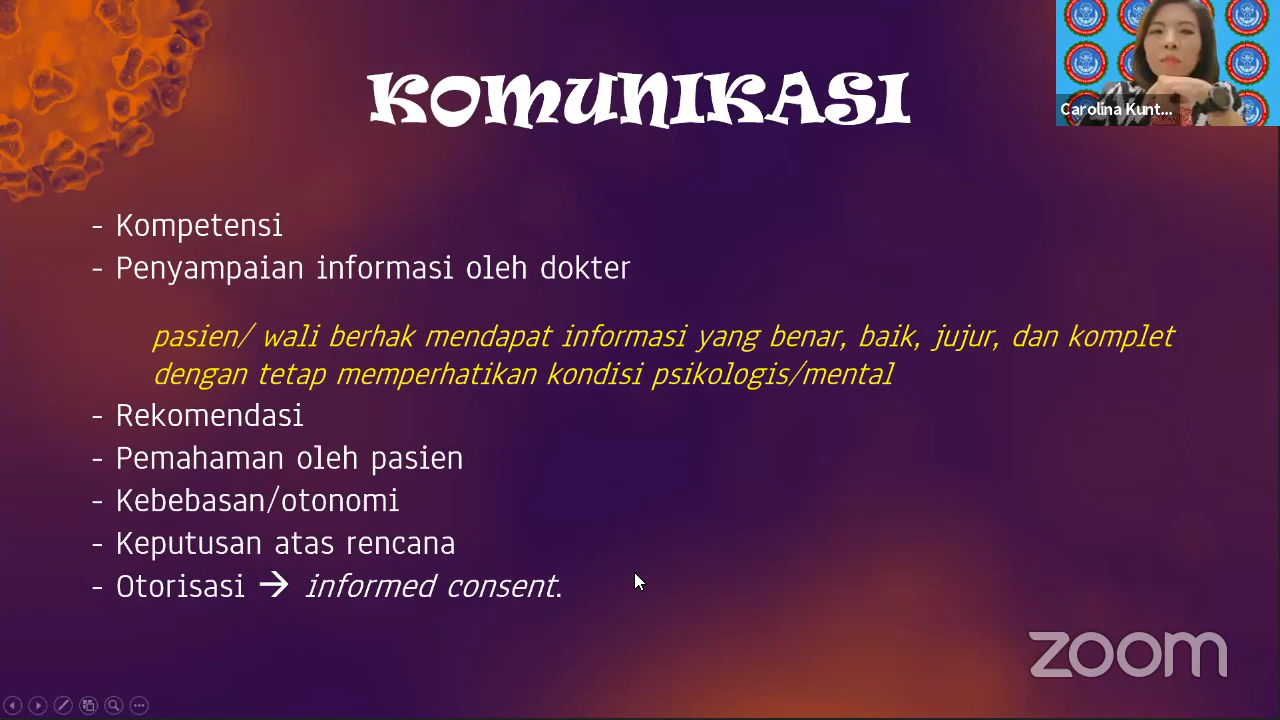 KOMUNIKASI
Carolina Kunt...
- Kompetensi
- Penyampaian informasi oleh dokter
pasien/ wali berhak mendapat informasi yang benar, baik, jujur, dan komplet
dengan tetap memperhatikan kondisi psikologis/mental
- Rekomendasi
- Pemahaman oleh pasien
- Kebebasan/otonomi
- Keputusan atas rencana
- Otorisasi → informed consent.
zoom